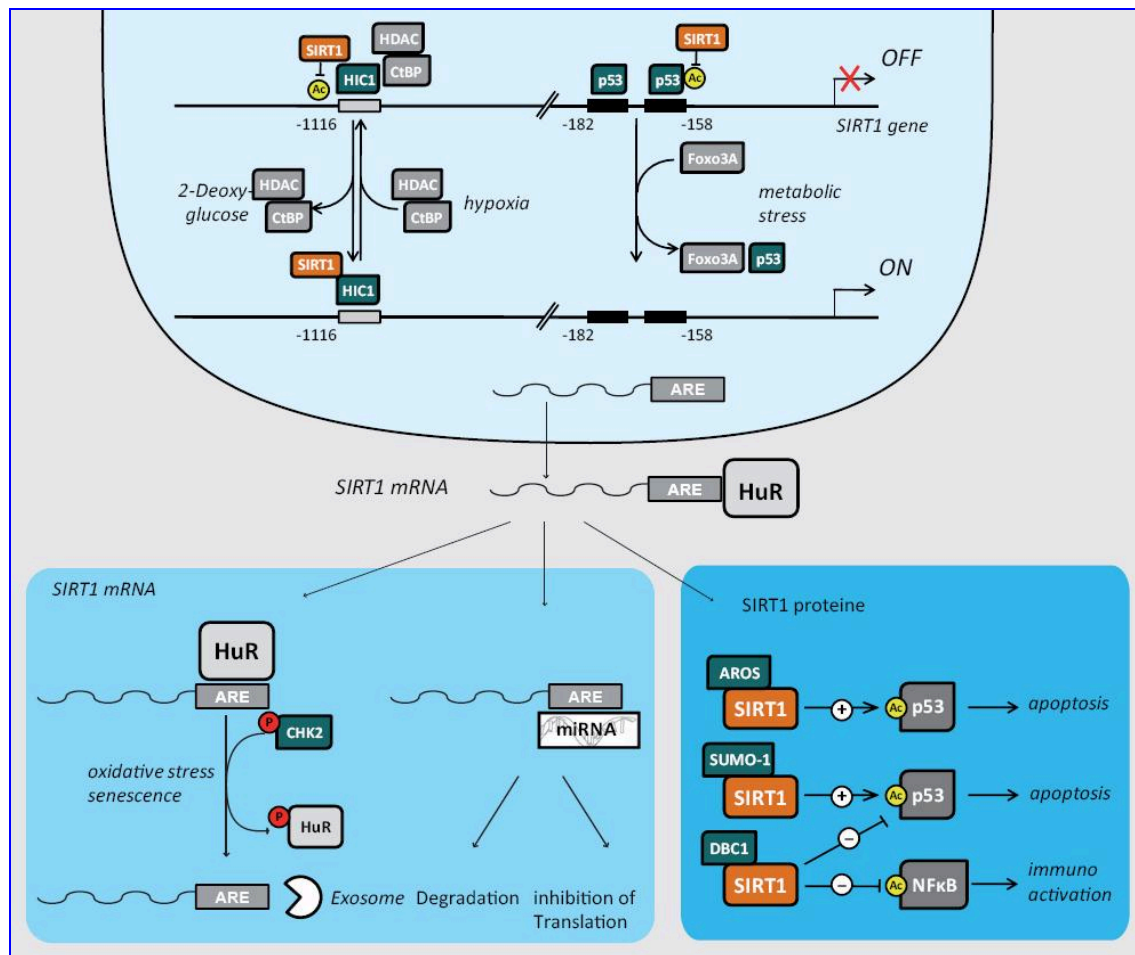 SIRT1
Ac
HIC1
HDAC
CtBP
-1116
p53
p53
SIRT1
Ac
-182
-158
OFF
SIRT1 gene
2-Deoxy-
glucose
HDAC
CtBP
HDAC
CtBP
hypoxia
Foxo3A
metabolic
stress
Foxo3A
p53
SIRT1
HIC1
-1116
-182
-158
ON
ARE
SIRT1 mRNA
ARE
HuR
SIRT1 mRNA
HuR
ARE
P
CHK2
oxidative stress
senescence
P
HuR
ARE
Exosome
ARE
miRNA
Degradation
inhibition of
Translation
SIRT1 proteine
AROS
SIRT1
+
Ac
p53
apoptosis
SUMO-1
SIRT1
+
Ac
p53
apoptosis
DBC1
SIRT1
−
−
Ac
NFκB
immuno
activation